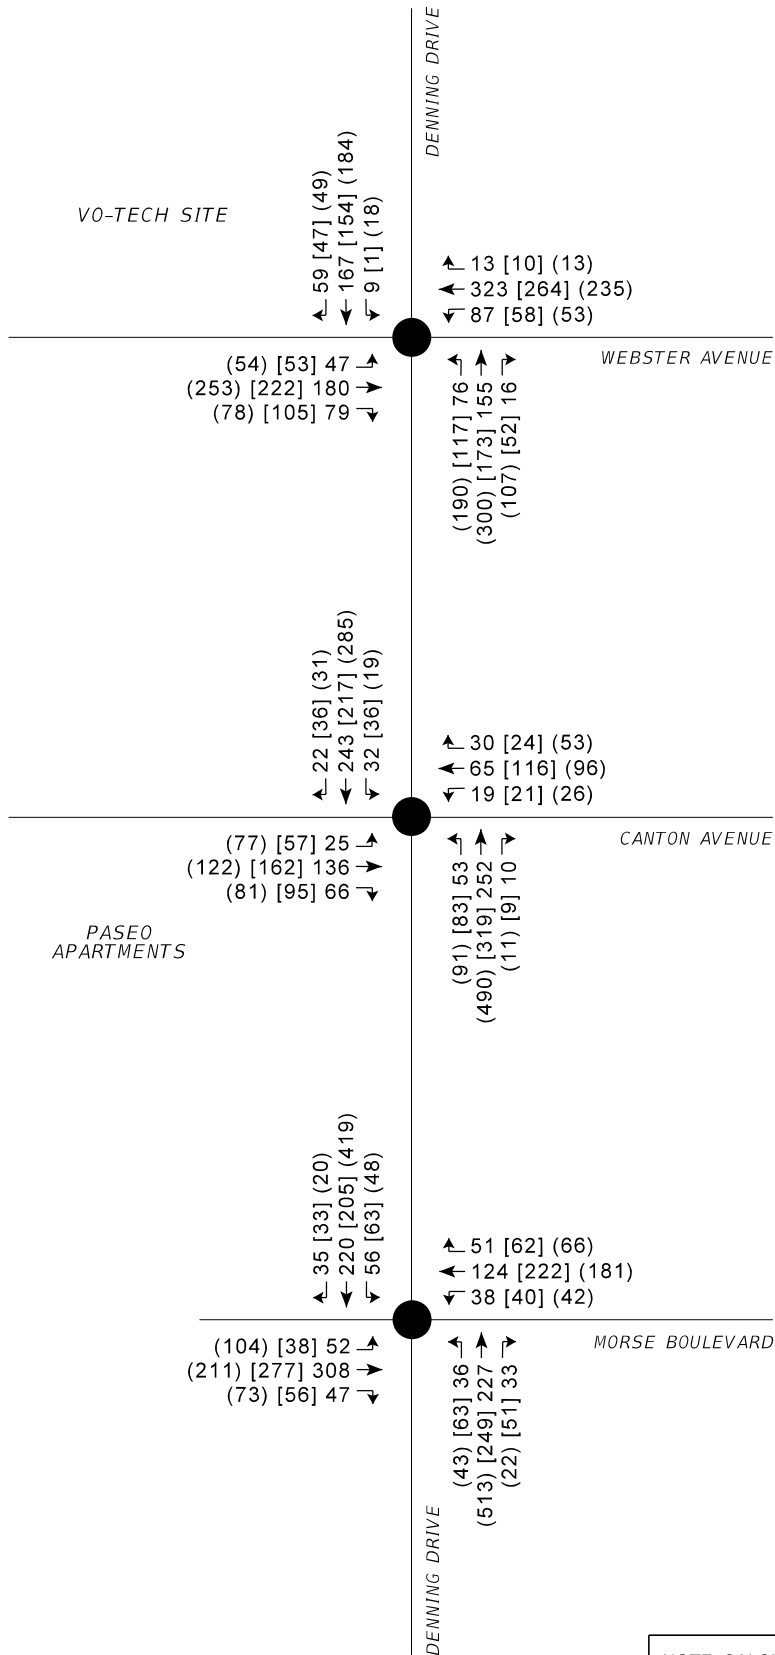 DENNING DRIVE
VO-TECH SITE
59 [47] (49)
167 [154] (184)
9 [1] (18)
13 [10] (13)
323 [264] (235)
87 [58] (53)
WEBSTER AVENUE
(54) [53] 47
(253) [222] 180
(78) [105] 79
(190) [117] 76
(300) [173] 155
(107) [52] 16
22 [36] (31)
243 [217] (285)
32 [36] (19)
30 [24] (53)
65 [116] (96)
19 [21] (26)
CANTON AVENUE
(77) [57] 25
(122) [162] 136
(81) [95] 66
(91) [83] 53
(490) [319] 252
(11) [9] 10
PASEO
APARTMENTS
35 [33] (20)
220 [205] (419)
56 [63] (48)
51 [62] (66)
124 [222] (181)
38 [40] (42)
MORSE BOULEVARD
(104) [38] 52
(211) [277] 308
(73) [56] 47
(43) [63] 36
(513) [249] 227
(22) [51] 33
DENNING DRIVE